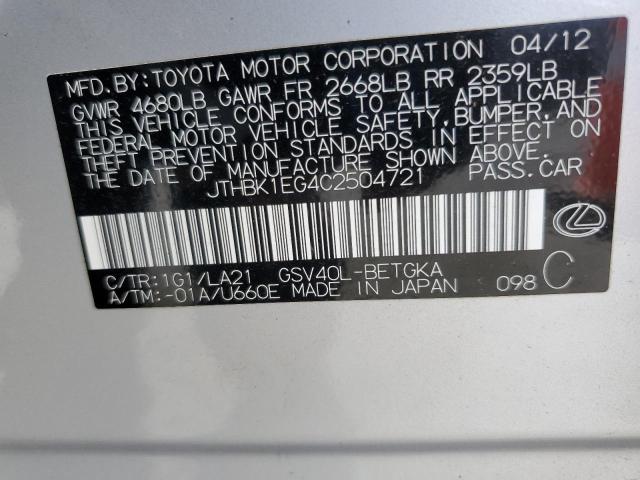 MFD.BY:TOYOTA MOTOR CORPORATION 04/12
GVWR 4680LB GAWR FR 2668LB RR 2359LB
THIS VEHICLE CONFORMS TO ALL APPLICABLE
FEDERAL MOTOR VEHICLE SAFETY,BUMPER,AND
THEFT PREVENTION STANDARDS IN EFFECT ON
THE DATE OF MANUFACTURE SHOWN ABOVE.
JTHBK1EG4C2504721 PASS.CAR
C/TR:1G1/LA21 GSV40L-BETGKA
A/TM:-01A/U660E MADE IN JAPAN 098 C